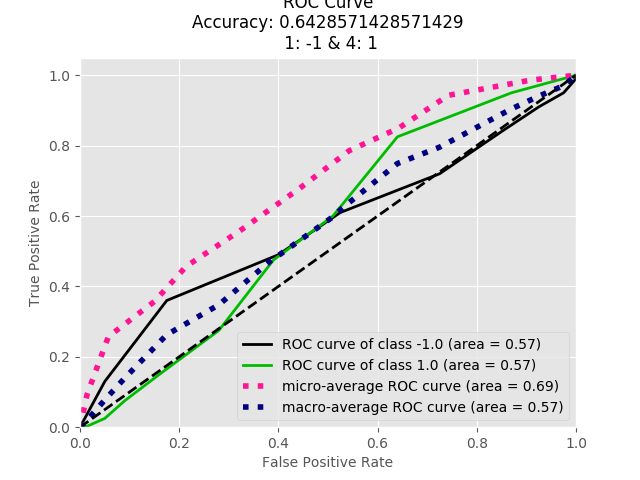 ROC Curve
Accuracy: 0.6428571428571429
1: -1 & 4: 1
True Positive Rate
1.0
0.8
0.6
0.4
0.2
0.0
ROC curve of class -1.0 (area = 0.57)
ROC curve of class 1.0 (area = 0.57)
micro-average ROC curve (area = 0.69)
macro-average ROC curve (area = 0.57)
0.0 0.2 0.4 0.6 0.8 1.0
False Positive Rate